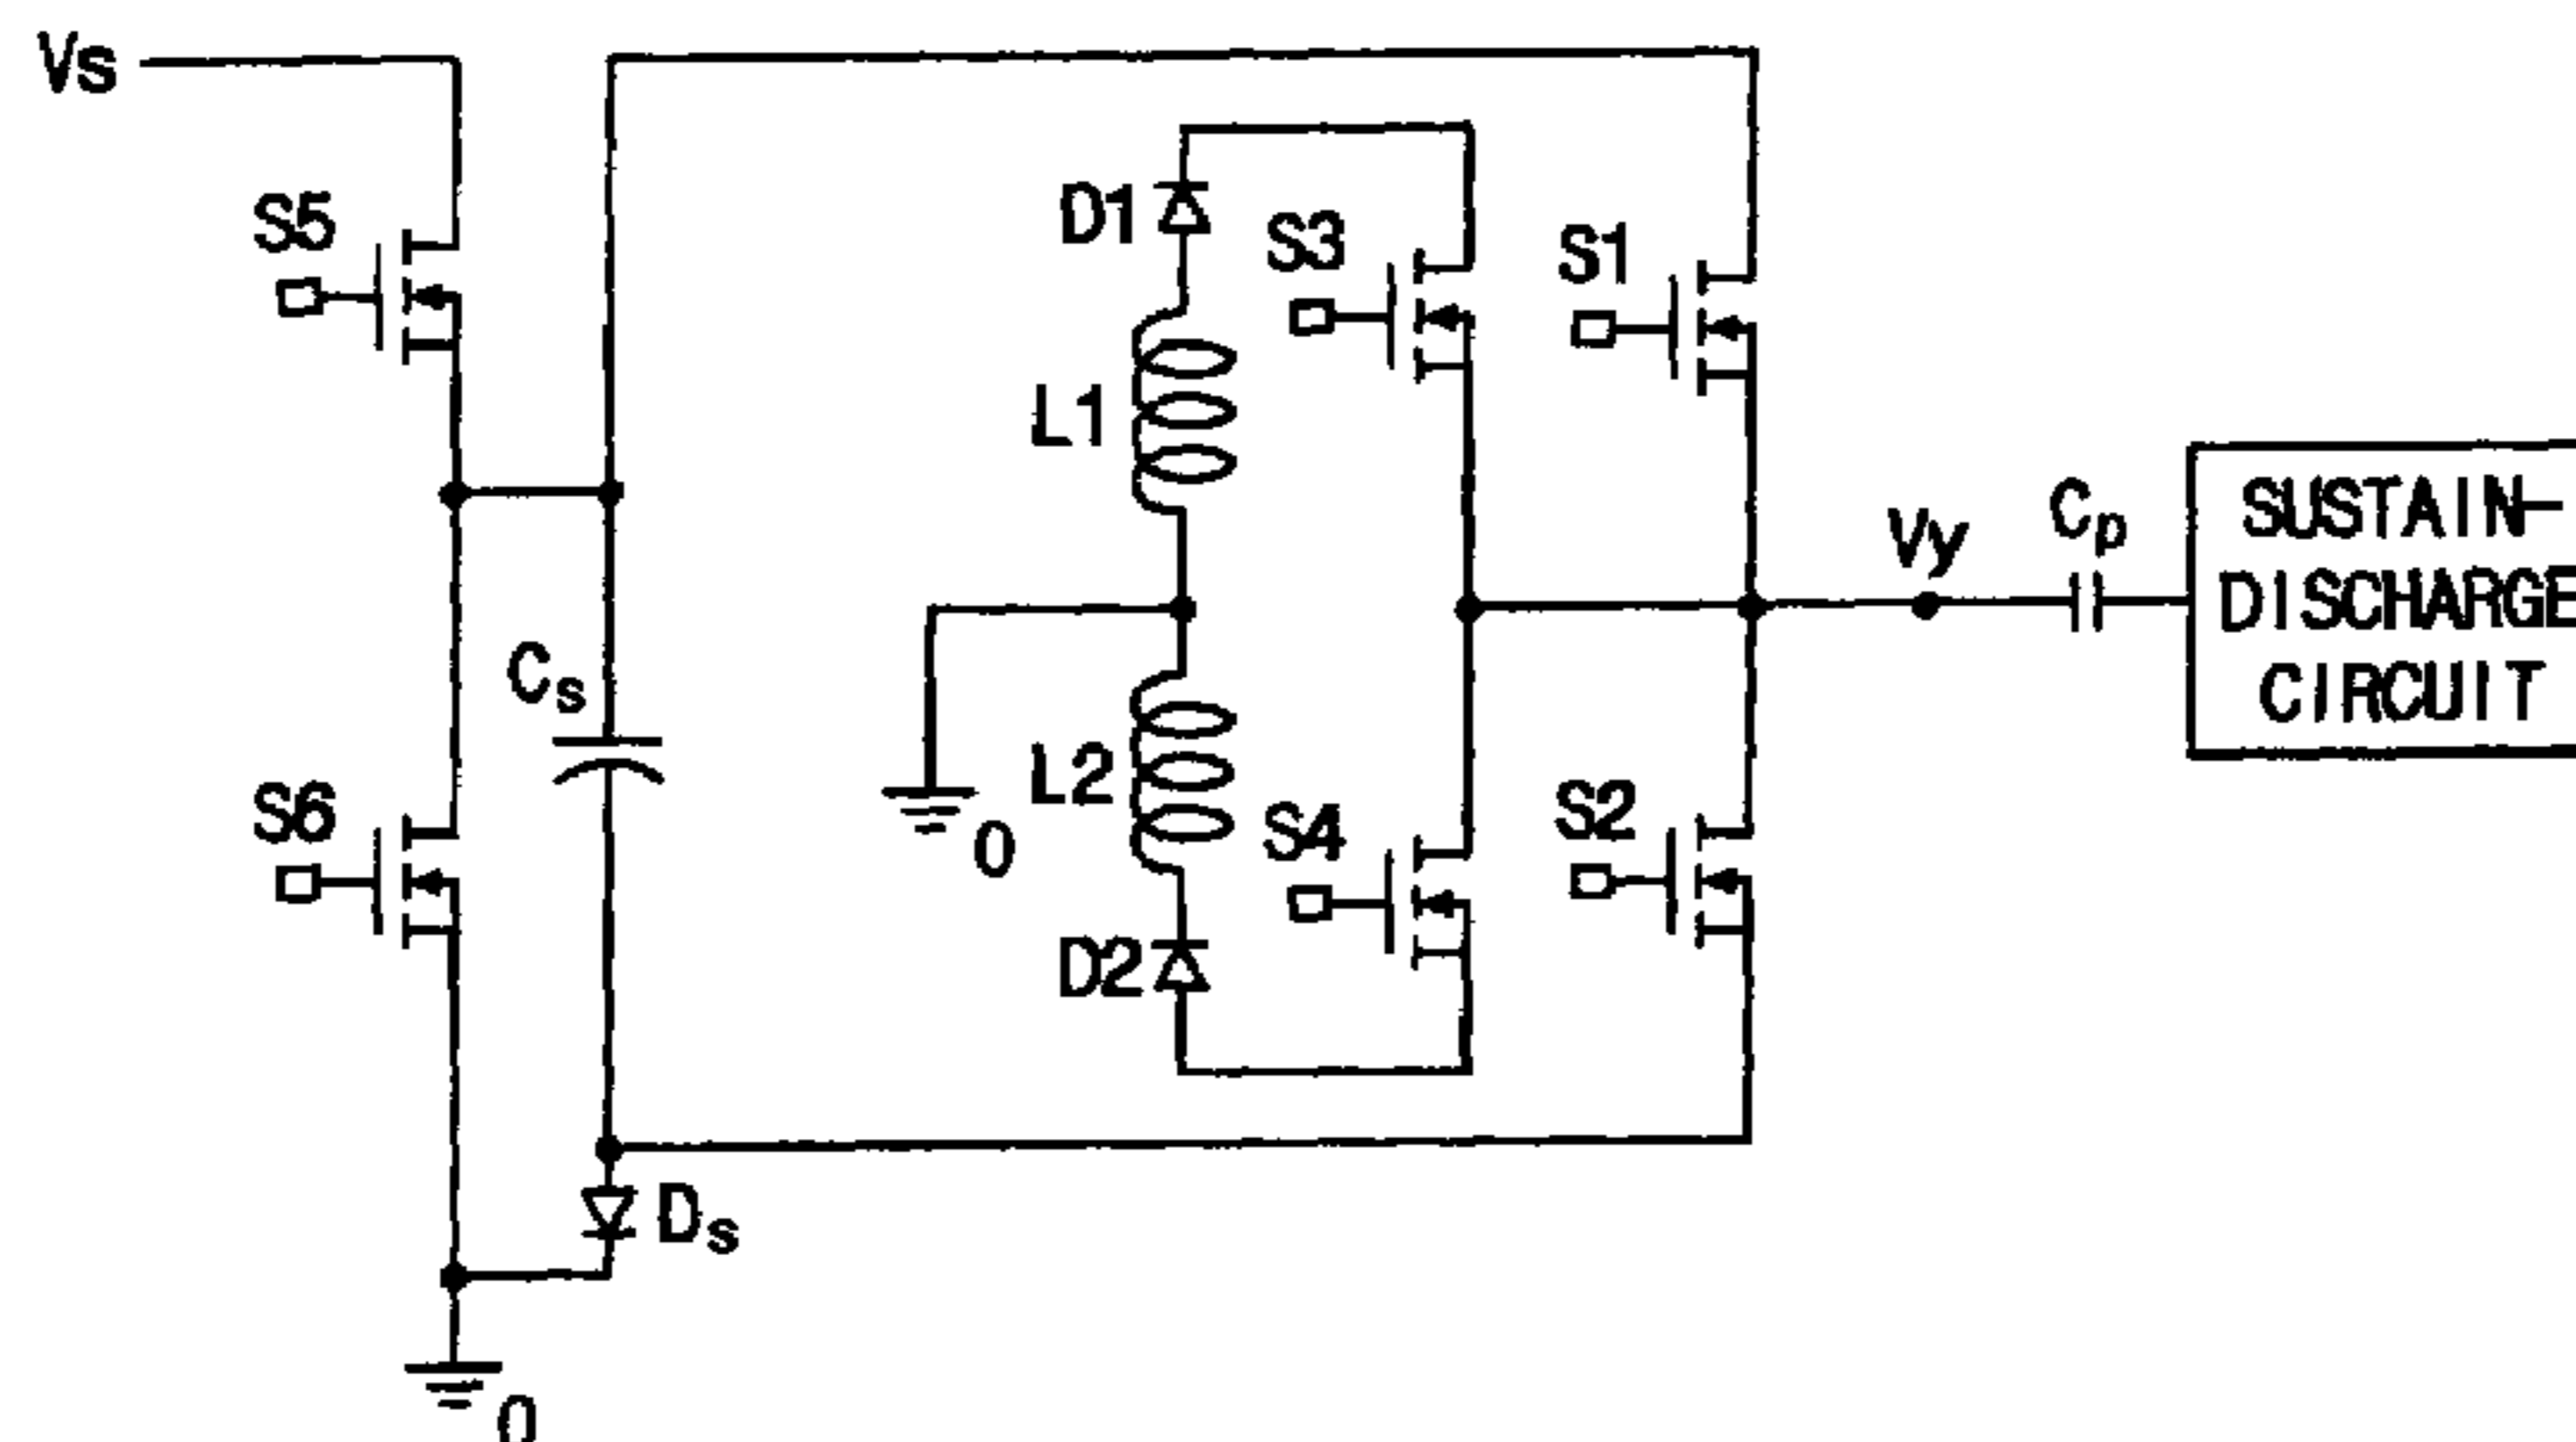 Vs
S5
D1
S3
S1
L1
Vy
Cp
SUSTAIN-
DISCHARGE
CIRCUIT
Cs
L2
0
S6
S4
S2
D2
Ds
0